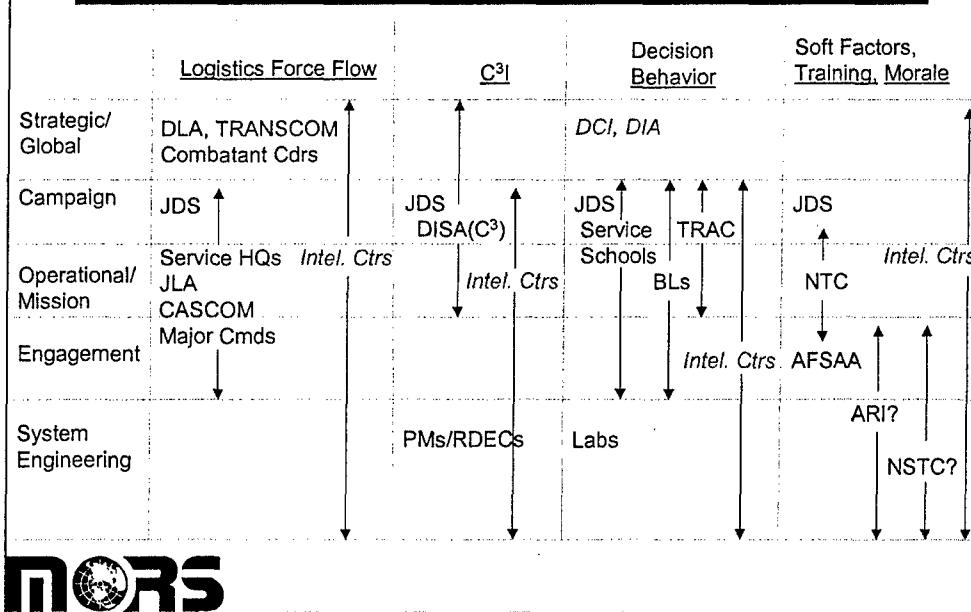 Logistics Force Flow
C³I
Decision
Behavior
Soft Factors,
Training, Morale
Strategic/
Global
DLA, TRANSCOM
Combatant Cdrs
DCI, DIA
Campaign
JDS
JDS
DISA(C³)
JDS
Service
Schools
TRAC
JDS
Operational/
Mission
Service HQs
JLA
CASCOM
Major Cmds
Intel. Ctrs
Intel. Ctrs
BLs
NTC
Intel. Ctrs
Engagement
Intel. Ctrs
AFSAA
ARI?
System
Engineering
PMs/RDECs
Labs
NSTC?
MORS